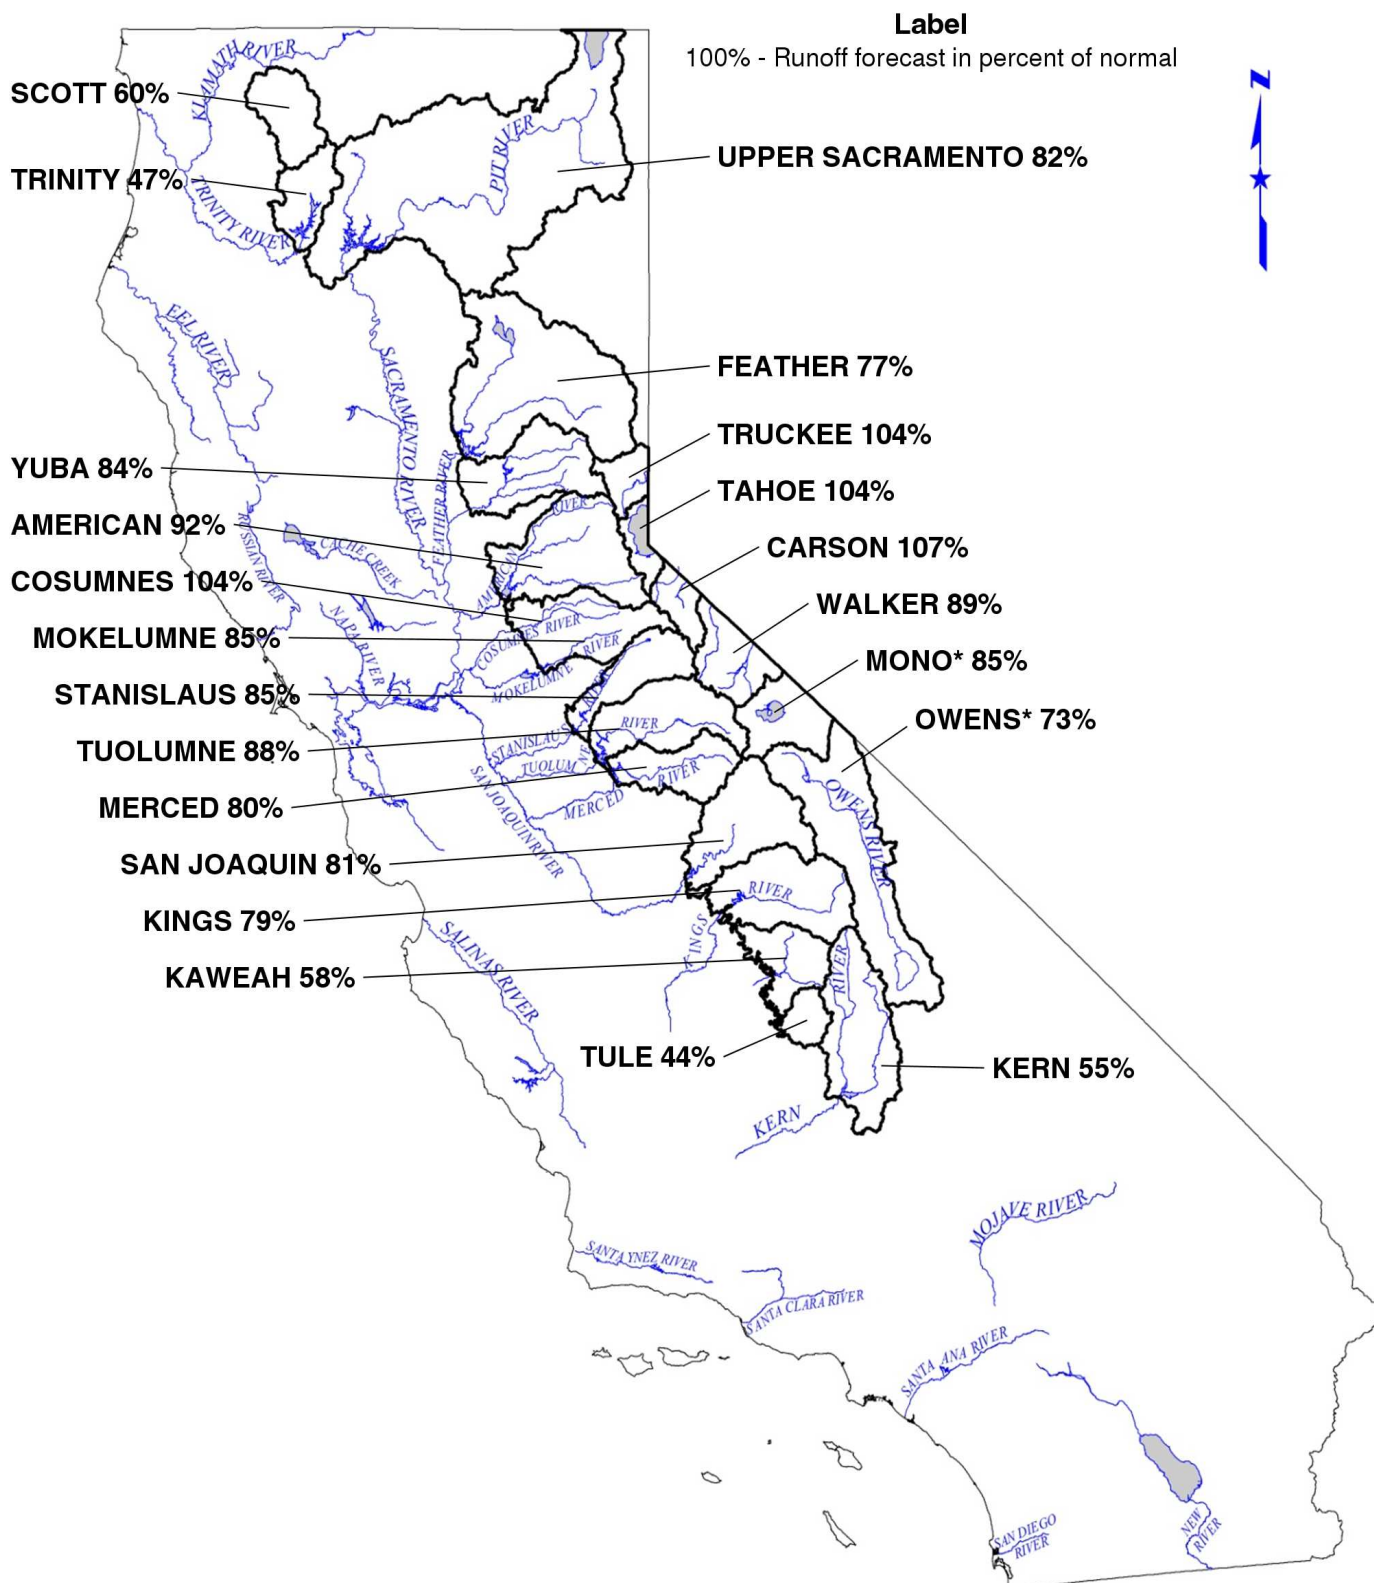 Label
100% - Runoff forecast in percent of normal
N
KLAMATH RIVER
SCOTT 60%
PIT RIVER
UPPER SACRAMENTO 82%
TRINITY 47%
TRINITY RIVER
EEL RIVER
SACRAMENTO RIVER
FEATHER 77%
TRUCKEE 104%
YUBA 84%
FEATHER RIVER
TAHOE 104%
AMERICAN 92%
RUSSIAN RIVER
CACHE CREEK
AMERICAN
RIVER
CARSON 107%
COSUMNES 104%
NAPA RIVER
COSUMNES RIVER
WALKER 89%
MOKELUMNE 85%
MOKELUMNE RIVER
MONO* 85%
STANISLAUS 85%
STANISLAUS
RIVER
OWENS* 73%
TUOLUMNE 88%
TUOLUMNE
RIVER
MERCED 80%
MERCED
RIVER
OWENS RIVER
SAN JOAQUIN RIVER
SAN JOAQUIN 81%
KINGS 79%
KINGS
RIVER
SALINAS RIVER
KAWEAH 58%
RIVER
TULE 44%
KERN 55%
KERN
MOJAVE RIVER
SANTA YNEZ RIVER
SANTA CLARA RIVER
SANTA ANA RIVER
NEW
RIVER
SAN DIEGO
RIVER